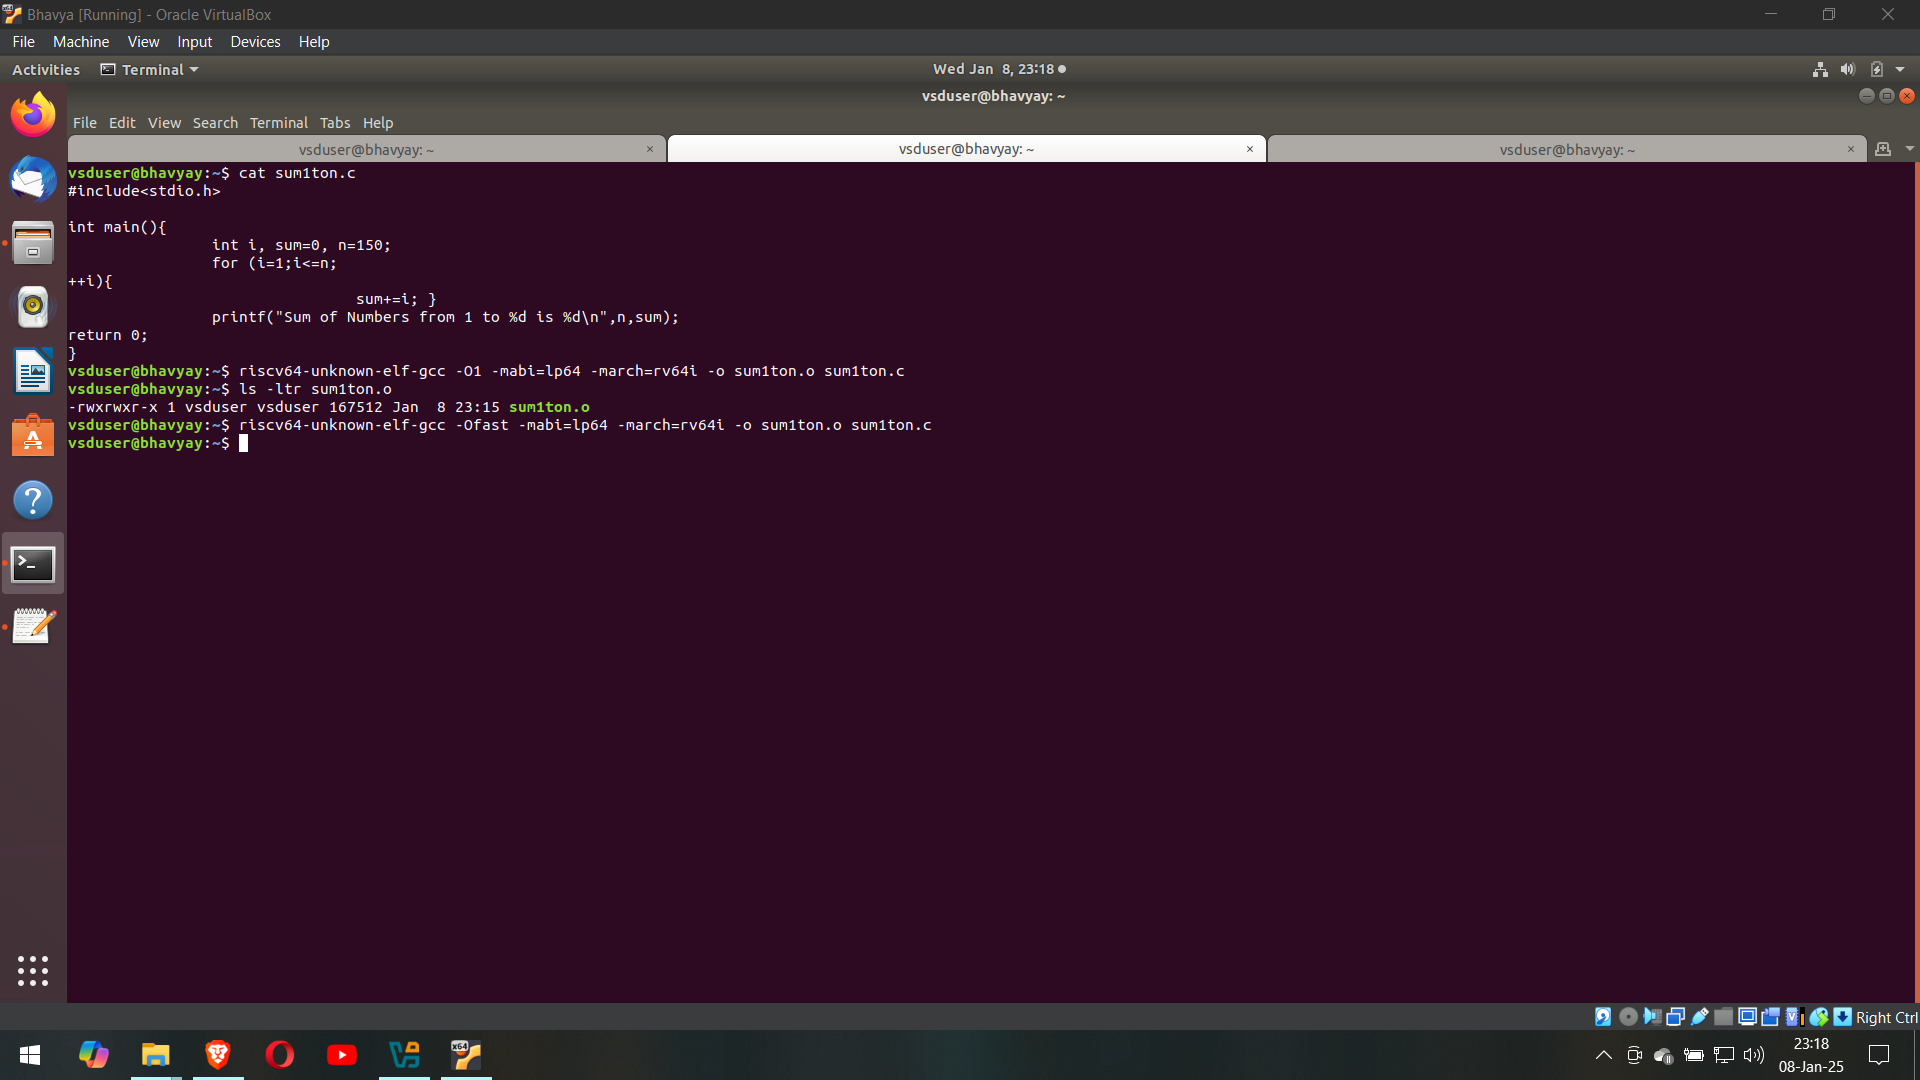 Bhavya [Running] - Oracle VirtualBox
File Machine View Input Devices Help
Activities Terminal Wed Jan 8, 23:18
vsduser@bhavyay: ~
File Edit View Search Terminal Tabs Help
vsduser@bhavyay: ~ × vsduser@bhavyay: ~ × vsduser@bhavyay: ~ ×
vsduser@bhavyay:~$ cat sum1ton.c
#include<stdio.h>
int main(){
int i, sum=0, n=150;
for (i=1;i<=n;
++i){
sum+=i; }
printf("Sum of Numbers from 1 to %d is %d\n",n,sum);
return 0;
}
vsduser@bhavyay:~$ riscv64-unknown-elf-gcc -O1 -mabi=lp64 -march=rv64i -o sum1ton.o sum1ton.c
vsduser@bhavyay:~$ ls -ltr sum1ton.o
-rwxrwxr-x 1 vsduser vsduser 167512 Jan  8 23:15 sum1ton.o
vsduser@bhavyay:~$ riscv64-unknown-elf-gcc -Ofast -mabi=lp64 -march=rv64i -o sum1ton.o sum1ton.c
vsduser@bhavyay:~$
Right Ctrl
x64
23:18
08-Jan-25